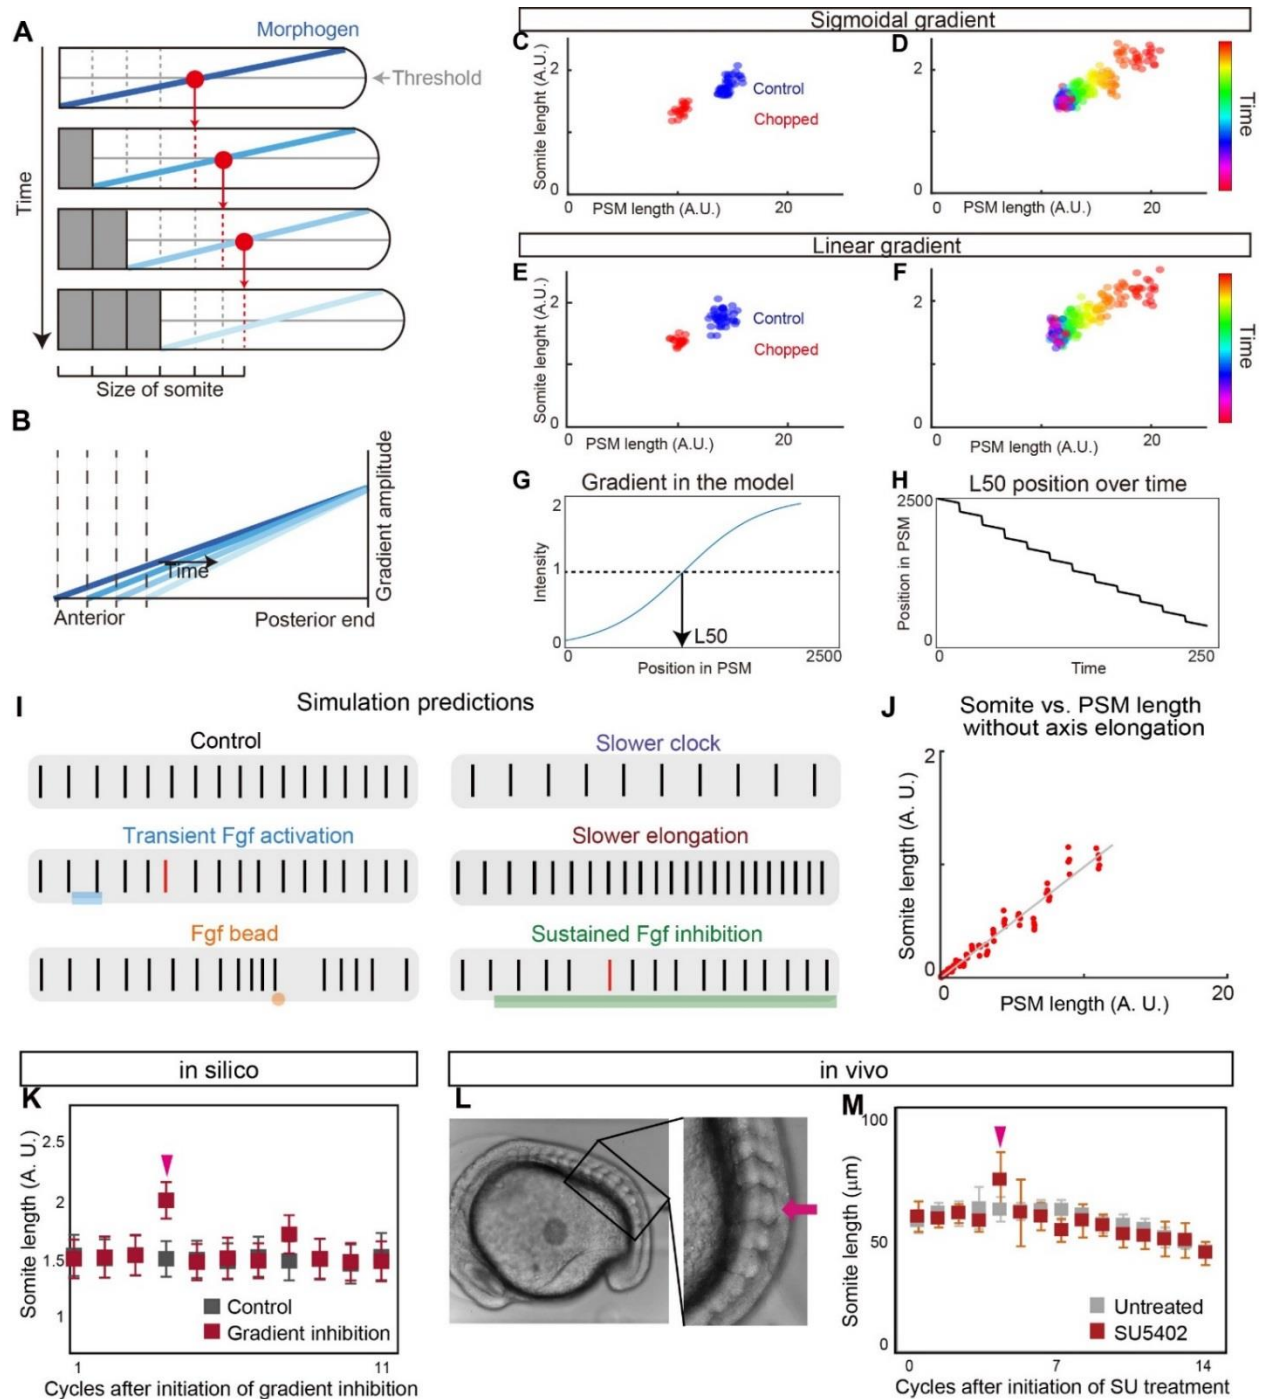 A
Morphogen
Threshold
Time
Size of somite
B
Time
Anterior
Posterior end
Gradient amplitude
Sigmoidal gradient
C
Somite lenght (A.U.)
2
0
Control
Chopped
0
PSM length (A.U.)
20
D
2
0
0
PSM length (A.U.)
20
Time
Linear gradient
E
Somite lenght (A.U.)
2
0
Control
Chopped
0
PSM length (A.U.)
20
F
2
0
0
PSM length (A.U.)
20
Time
G
Gradient in the model
Intensity
2
1
0
L50
0
2500
Position in PSM
H
L50 position over time
Position in PSM
2500
0
0
250
Time
I
Simulation predictions
Control
Slower clock
Transient Fgf activation
Slower elongation
Fgf bead
Sustained Fgf inhibition
J
Somite vs. PSM length
without axis elongation
Somite length (A. U.)
2
0
0
20
PSM length (A. U.)
in silico
K
Somite length (A. U.)
2.5
2
1.5
1
Control
Gradient inhibition
1
11
Cycles after initiation of gradient inhibition
in vivo
L
M
Somite length (μm)
100
50
0
Untreated
SU5402
0
7
14
Cycles after initiation of SU treatment